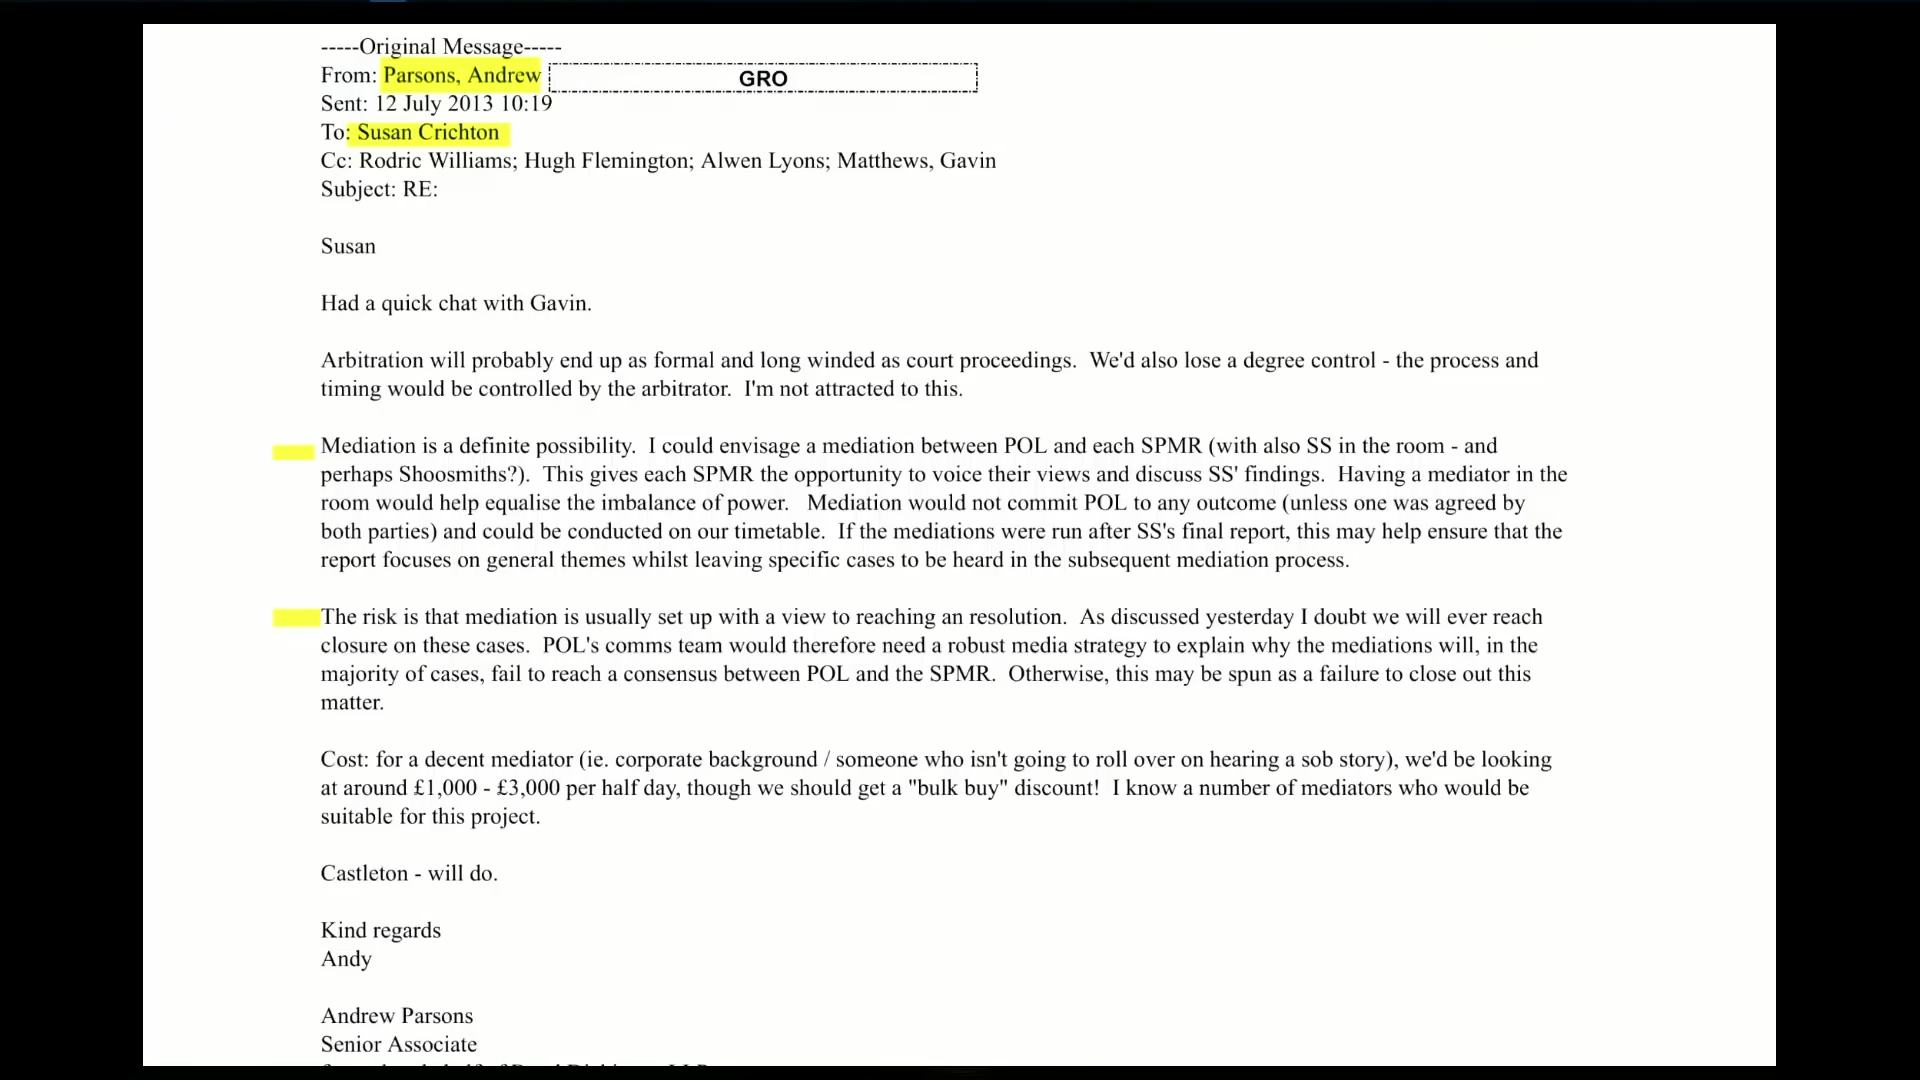 -----Original Message-----
From: Parsons, Andrew GRO
Sent: 12 July 2013 10:19
To: Susan Crichton
Cc: Rodric Williams; Hugh Flemington; Alwen Lyons; Matthews, Gavin
Subject: RE:
Susan
Had a quick chat with Gavin.
Arbitration will probably end up as formal and long winded as court proceedings. We'd also lose a degree control - the process and
timing would be controlled by the arbitrator. I'm not attracted to this.
Mediation is a definite possibility. I could envisage a mediation between POL and each SPMR (with also SS in the room - and
perhaps Shoosmiths?). This gives each SPMR the opportunity to voice their views and discuss SS' findings. Having a mediator in the
room would help equalise the imbalance of power. Mediation would not commit POL to any outcome (unless one was agreed by
both parties) and could be conducted on our timetable. If the mediations were run after SS's final report, this may help ensure that the
report focuses on general themes whilst leaving specific cases to be heard in the subsequent mediation process.
The risk is that mediation is usually set up with a view to reaching an resolution. As discussed yesterday I doubt we will ever reach
closure on these cases. POL's comms team would therefore need a robust media strategy to explain why the mediations will, in the
majority of cases, fail to reach a consensus between POL and the SPMR. Otherwise, this may be spun as a failure to close out this
matter.
Cost: for a decent mediator (ie. corporate background / someone who isn't going to roll over on hearing a sob story), we'd be looking
at around £1,000 - £3,000 per half day, though we should get a "bulk buy" discount! I know a number of mediators who would be
suitable for this project.
Castleton - will do.
Kind regards
Andy
Andrew Parsons
Senior Associate